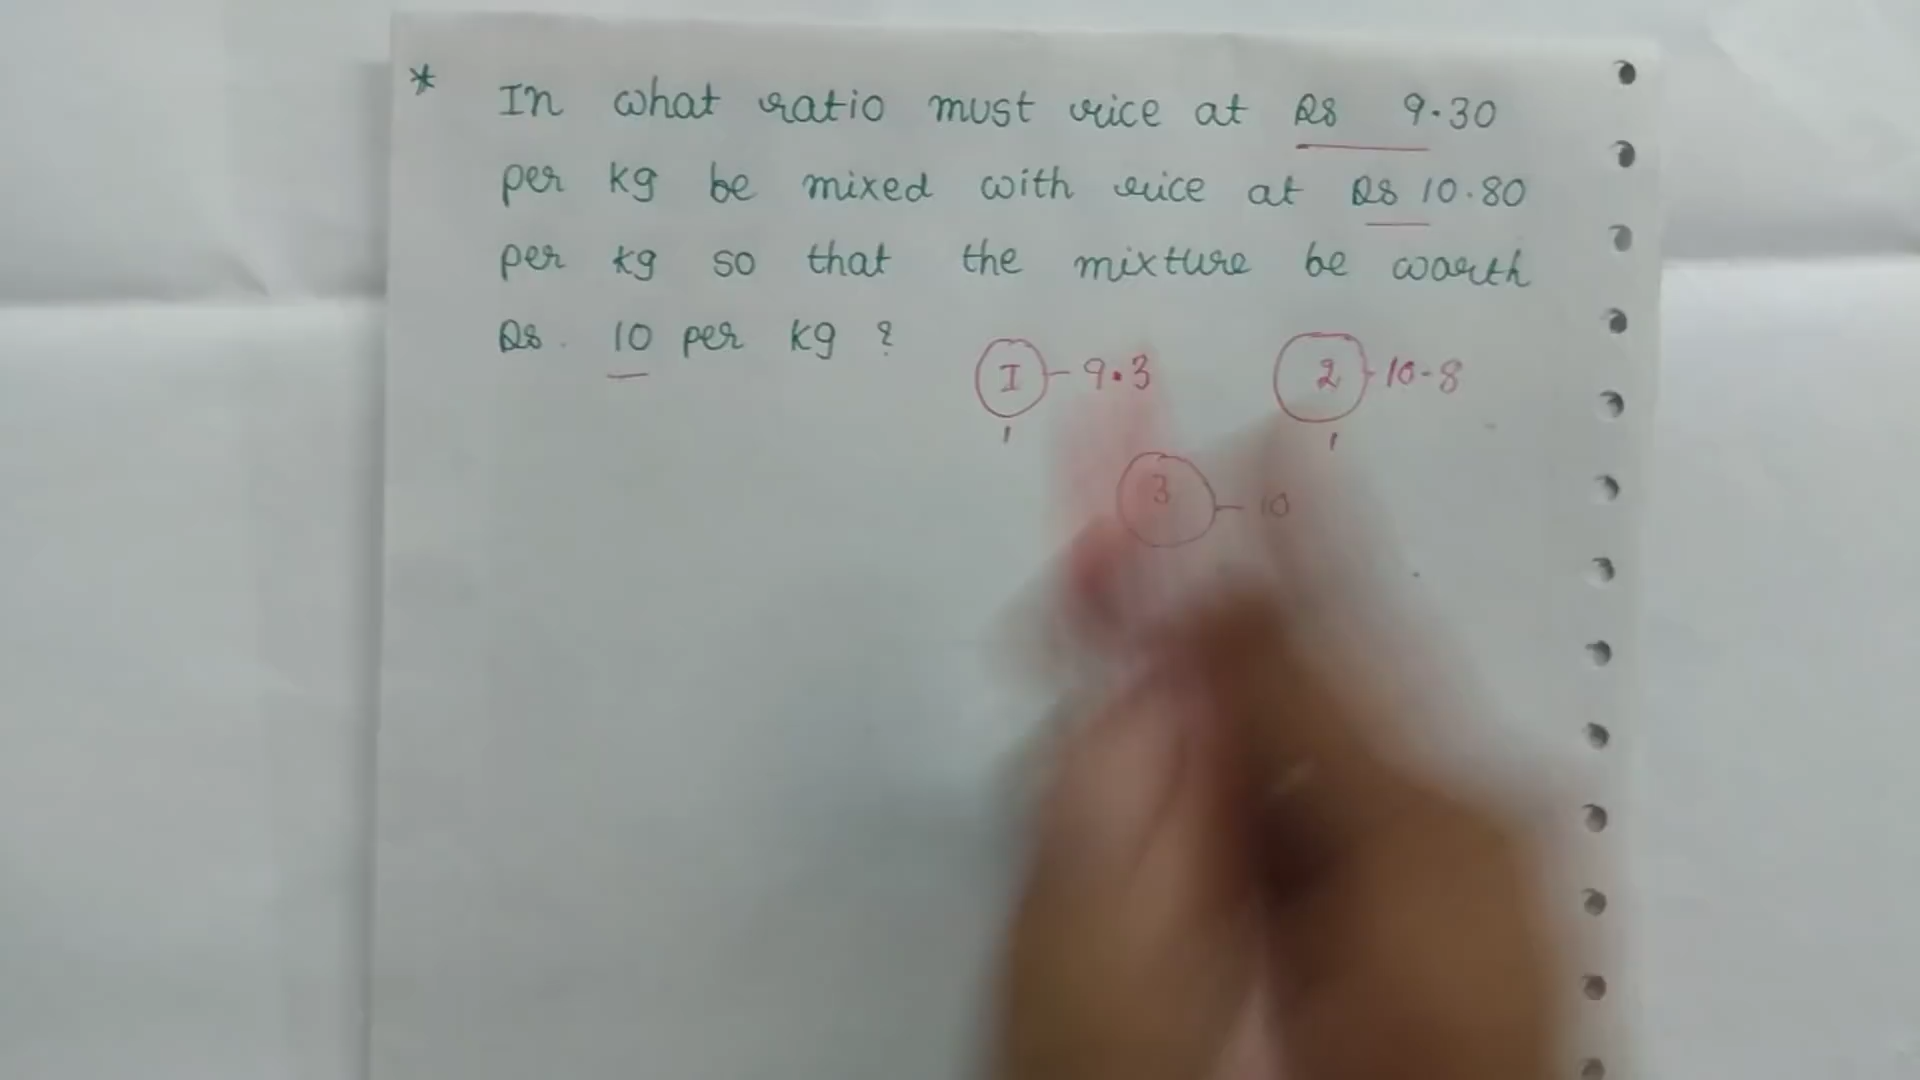 * In what ratio must rice at Rs 9.30
per kg be mixed with rice at Rs 10.80
per kg so that the mixture be worth
Rs. 10 per kg ?
I - 9.3 2 - 10.8
1 1
3 - 10